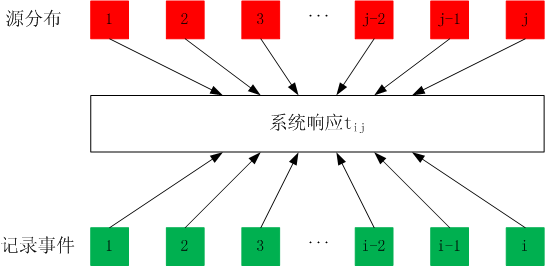 源分布 1 2 3 ··· j-2 j-1 j
系统响应tij
记录事件 1 2 3 ··· i-2 i-1 i